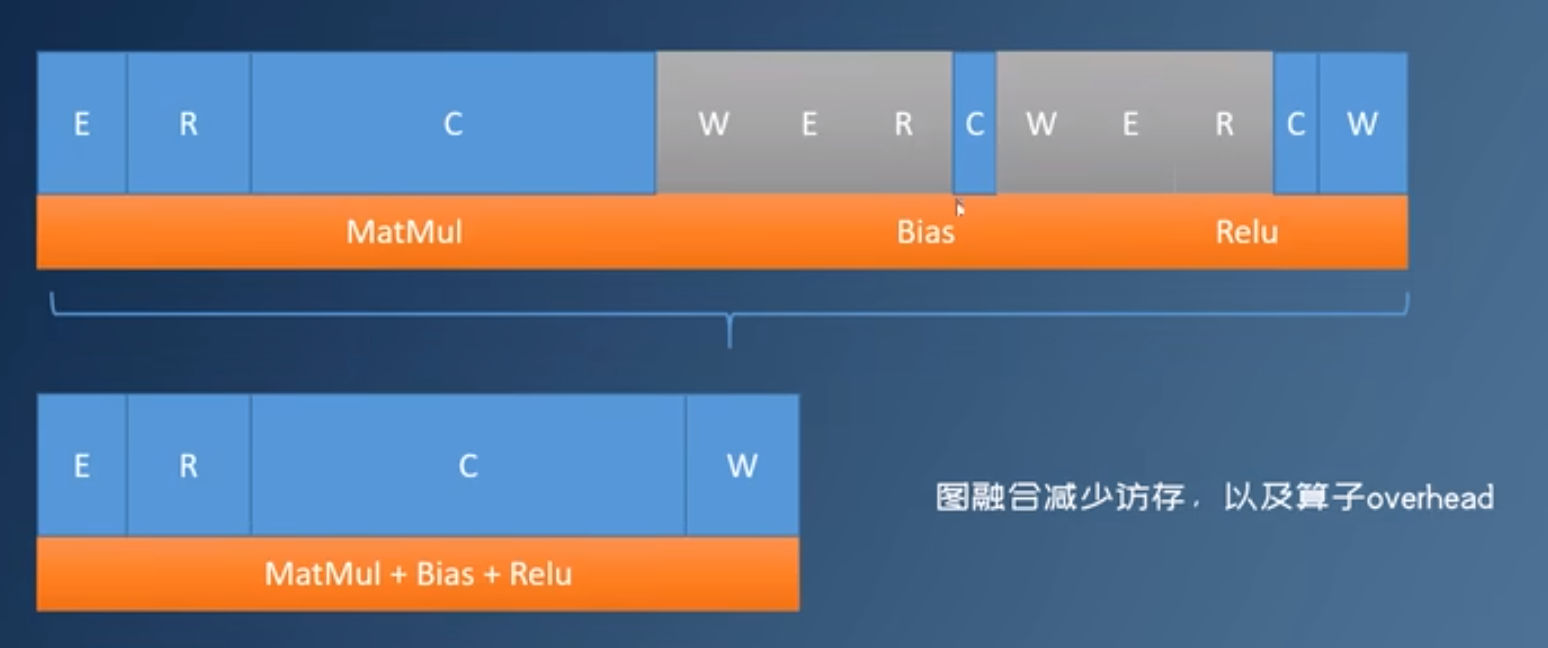 E R C W E R C W E R C W
MatMul Bias Relu
E R C W
图融合减少访存，以及算子overhead
MatMul + Bias + Relu